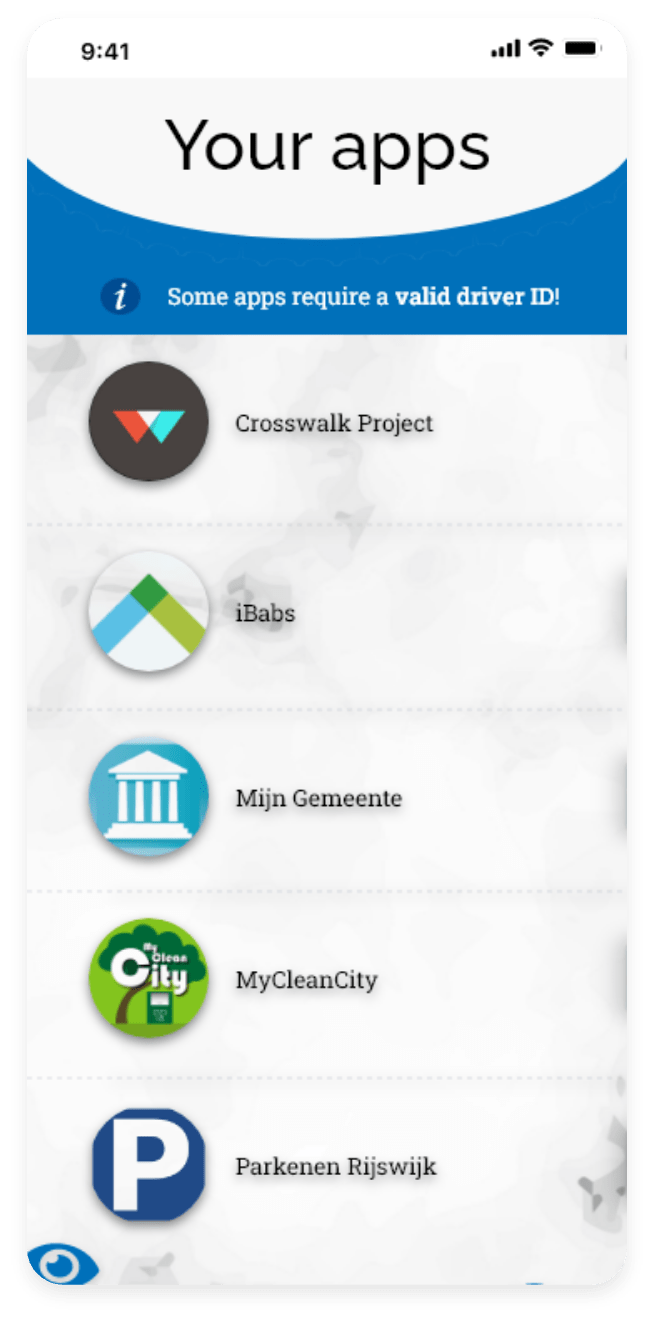 9:41
Your apps
i Some apps require a valid driver ID!
Crosswalk Project
iBabs
Mijn Gemeente
My Clean City
MyCleanCity
P
Parkenen Rijswijk